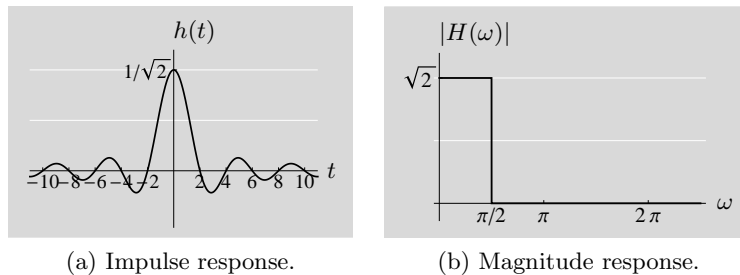 h(t)
1/√2
−10 −8 −6 −4 −2 2 4 6 8 10 t
(a) Impulse response.
|H(ω)|
√2
π/2 π 2π ω
(b) Magnitude response.